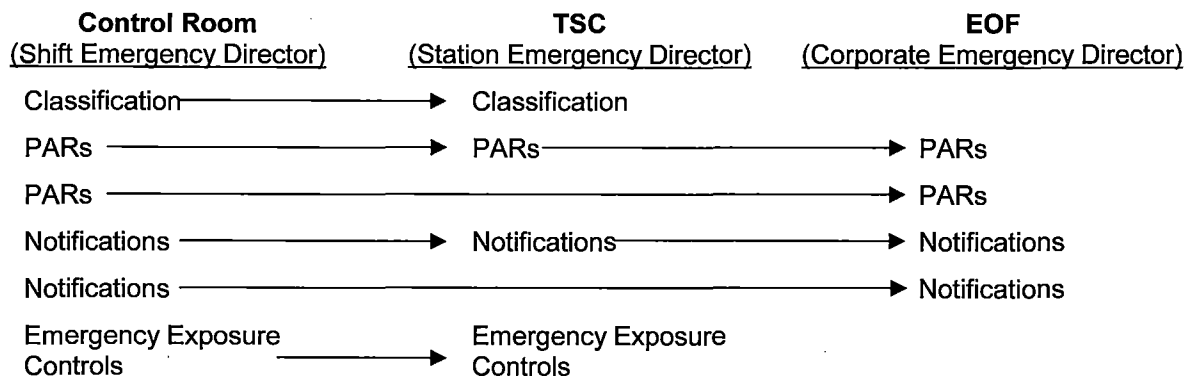 Control Room TSC EOF
(Shift Emergency Director) (Station Emergency Director) (Corporate Emergency Director)
Classification Classification
PARs PARs PARs
PARs PARs
Notifications Notifications Notifications
Notifications Notifications
Emergency Exposure Emergency Exposure
Controls Controls